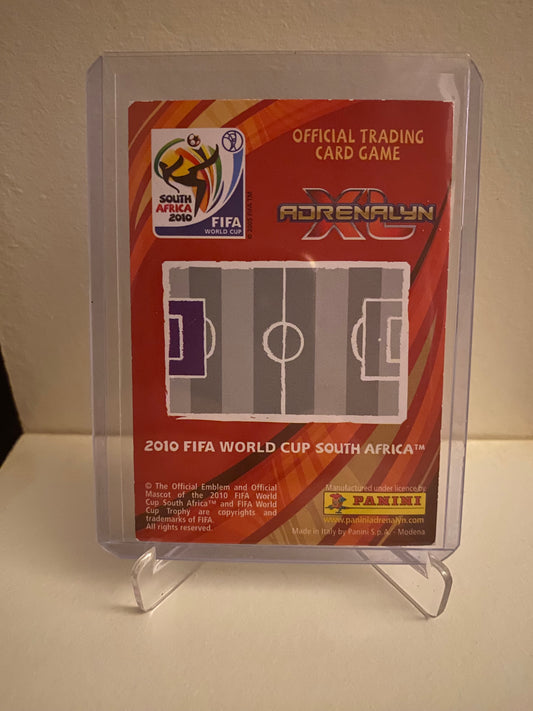 OFFICIAL TRADING
CARD GAME
SOUTH
AFRICA
2010
FIFA
WORLD CUP
ADRENALYN
XL
2010 FIFA WORLD CUP SOUTH AFRICA™
© The Official Emblem and Official
Mascot of the 2010 FIFA World
Cup South Africa™ and FIFA World
Cup Trophy are copyrights and
trademarks of FIFA.
All rights reserved.
Manufactured under licence by
PANINI
www.paniniadrenalyn.com
Made in Italy by Panini S.p.A. - Modena